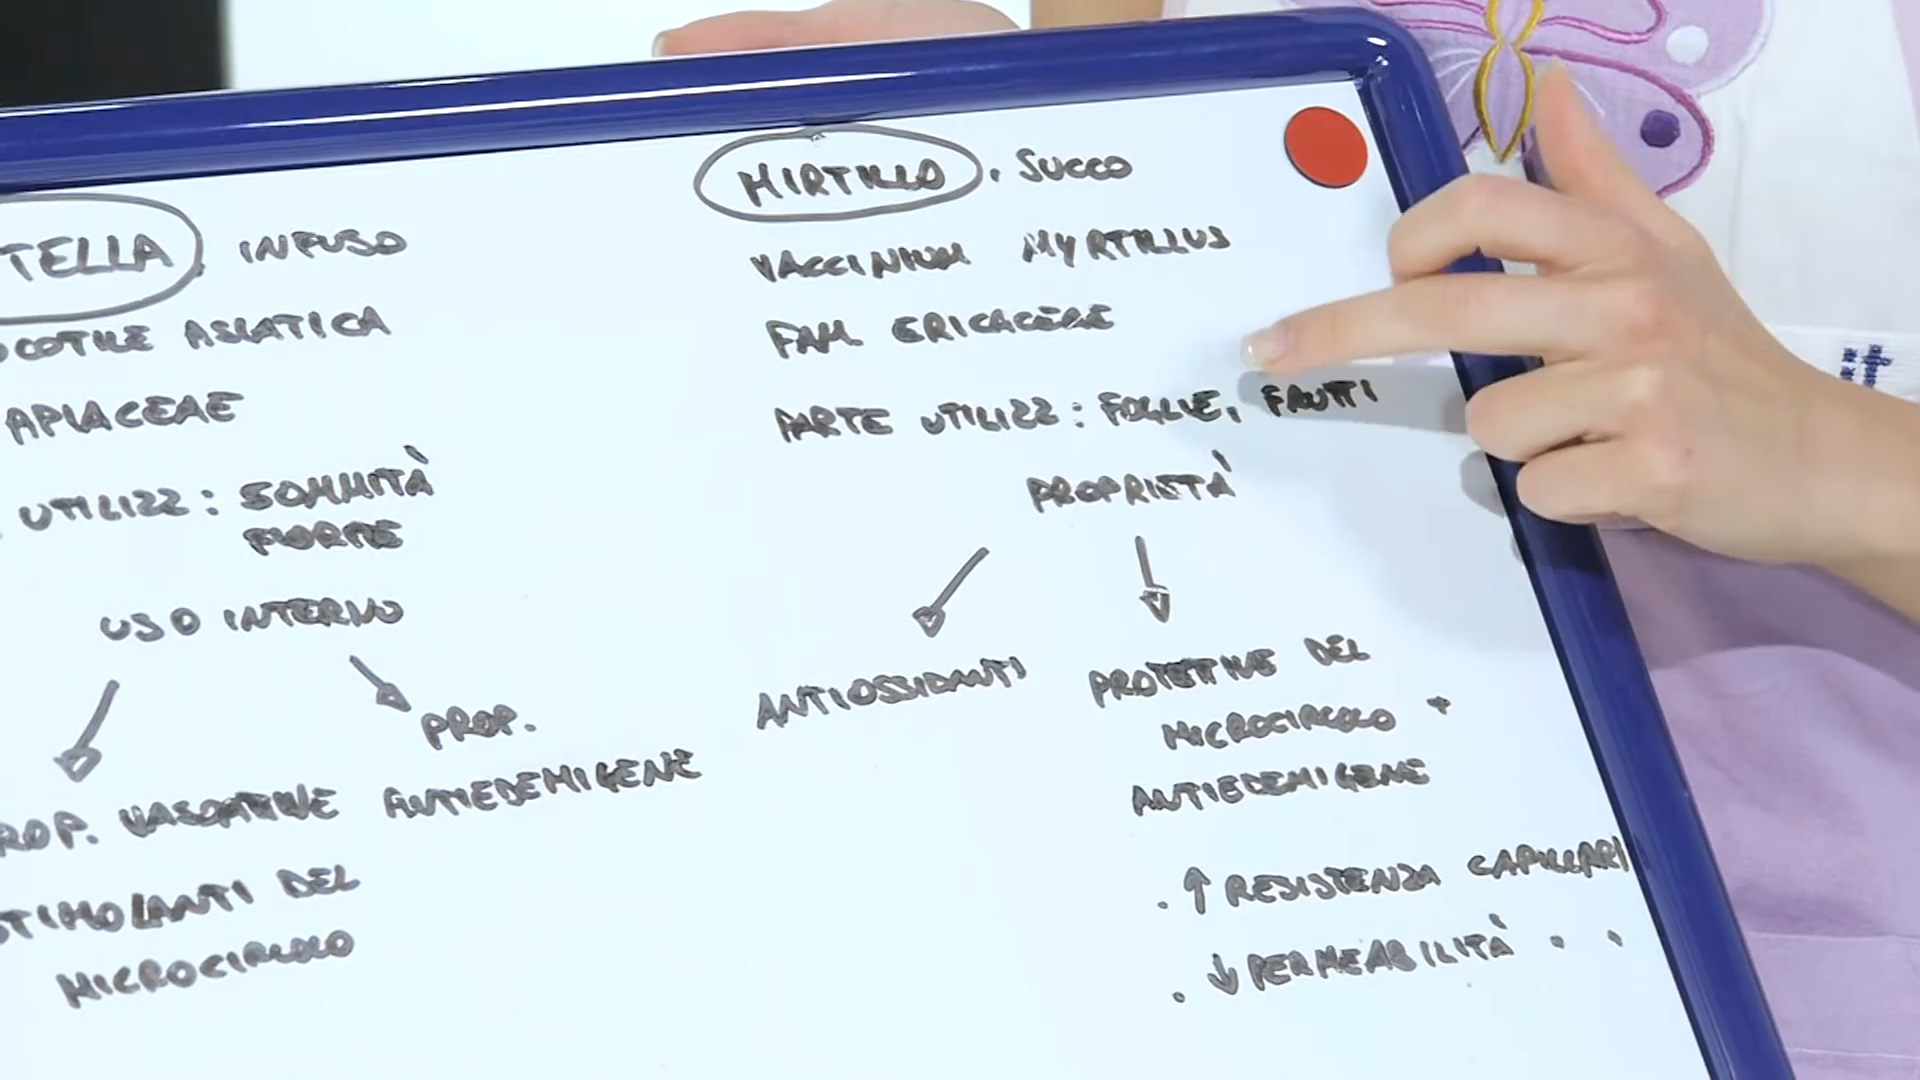 TELLA. INFUSO
OCOTILE ASIATICA
APIACEAE
UTILIZZ: SOMMITÀ
FIORITE
USO INTERNO
PROP.
ROP. VASOATTIVE ANTIEDEMIGENE
STIMOLANTI DEL
MICROCIRCOLO
MIRTILLO. SUCCO
VACCINIUM MYRTILLUS
FAM ERICACEAE
PARTE UTILIZZ: FOGLIE, FRUTTI
PROPRIETÀ
ANTIOSSIDANTI
PROTETTIVE DEL
MICROCIRCOLO +
ANTIEDEMIGENE
. ↑ RESISTENZA CAPILLARI
. ↓ PERMEABILITÀ . .